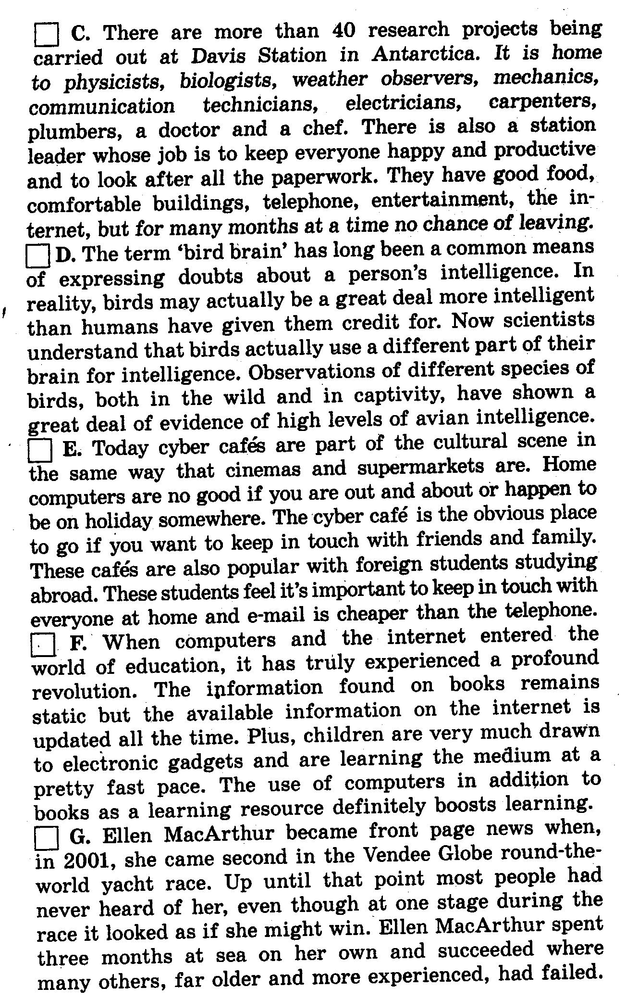 C. There are more than 40 research projects being
carried out at Davis Station in Antarctica. It is home
to physicists, biologists, weather observers, mechanics,
communication technicians, electricians, carpenters,
plumbers, a doctor and a chef. There is also a station
leader whose job is to keep everyone happy and productive
and to look after all the paperwork. They have good food,
comfortable buildings, telephone, entertainment, the in-
ternet, but for many months at a time no chance of leaving.
D. The term ‘bird brain’ has long been a common means
of expressing doubts about a person’s intelligence. In
reality, birds may actually be a great deal more intelligent
than humans have given them credit for. Now scientists
understand that birds actually use a different part of their
brain for intelligence. Observations of different species of
birds, both in the wild and in captivity, have shown a
great deal of evidence of high levels of avian intelligence.
E. Today cyber cafés are part of the cultural scene in
the same way that cinemas and supermarkets are. Home
computers are no good if you are out and about or happen to
be on holiday somewhere. The cyber café is the obvious place
to go if you want to keep in touch with friends and family.
These cafés are also popular with foreign students studying
abroad. These students feel it’s important to keep in touch with
everyone at home and e-mail is cheaper than the telephone.
F. When computers and the internet entered the
world of education, it has truly experienced a profound
revolution. The information found on books remains
static but the available information on the internet is
updated all the time. Plus, children are very much drawn
to electronic gadgets and are learning the medium at a
pretty fast pace. The use of computers in addition to
books as a learning resource definitely boosts learning.
G. Ellen MacArthur became front page news when,
in 2001, she came second in the Vendee Globe round-the-
world yacht race. Up until that point most people had
never heard of her, even though at one stage during the
race it looked as if she might win. Ellen MacArthur spent
three months at sea on her own and succeeded where
many others, far older and more experienced, had failed.